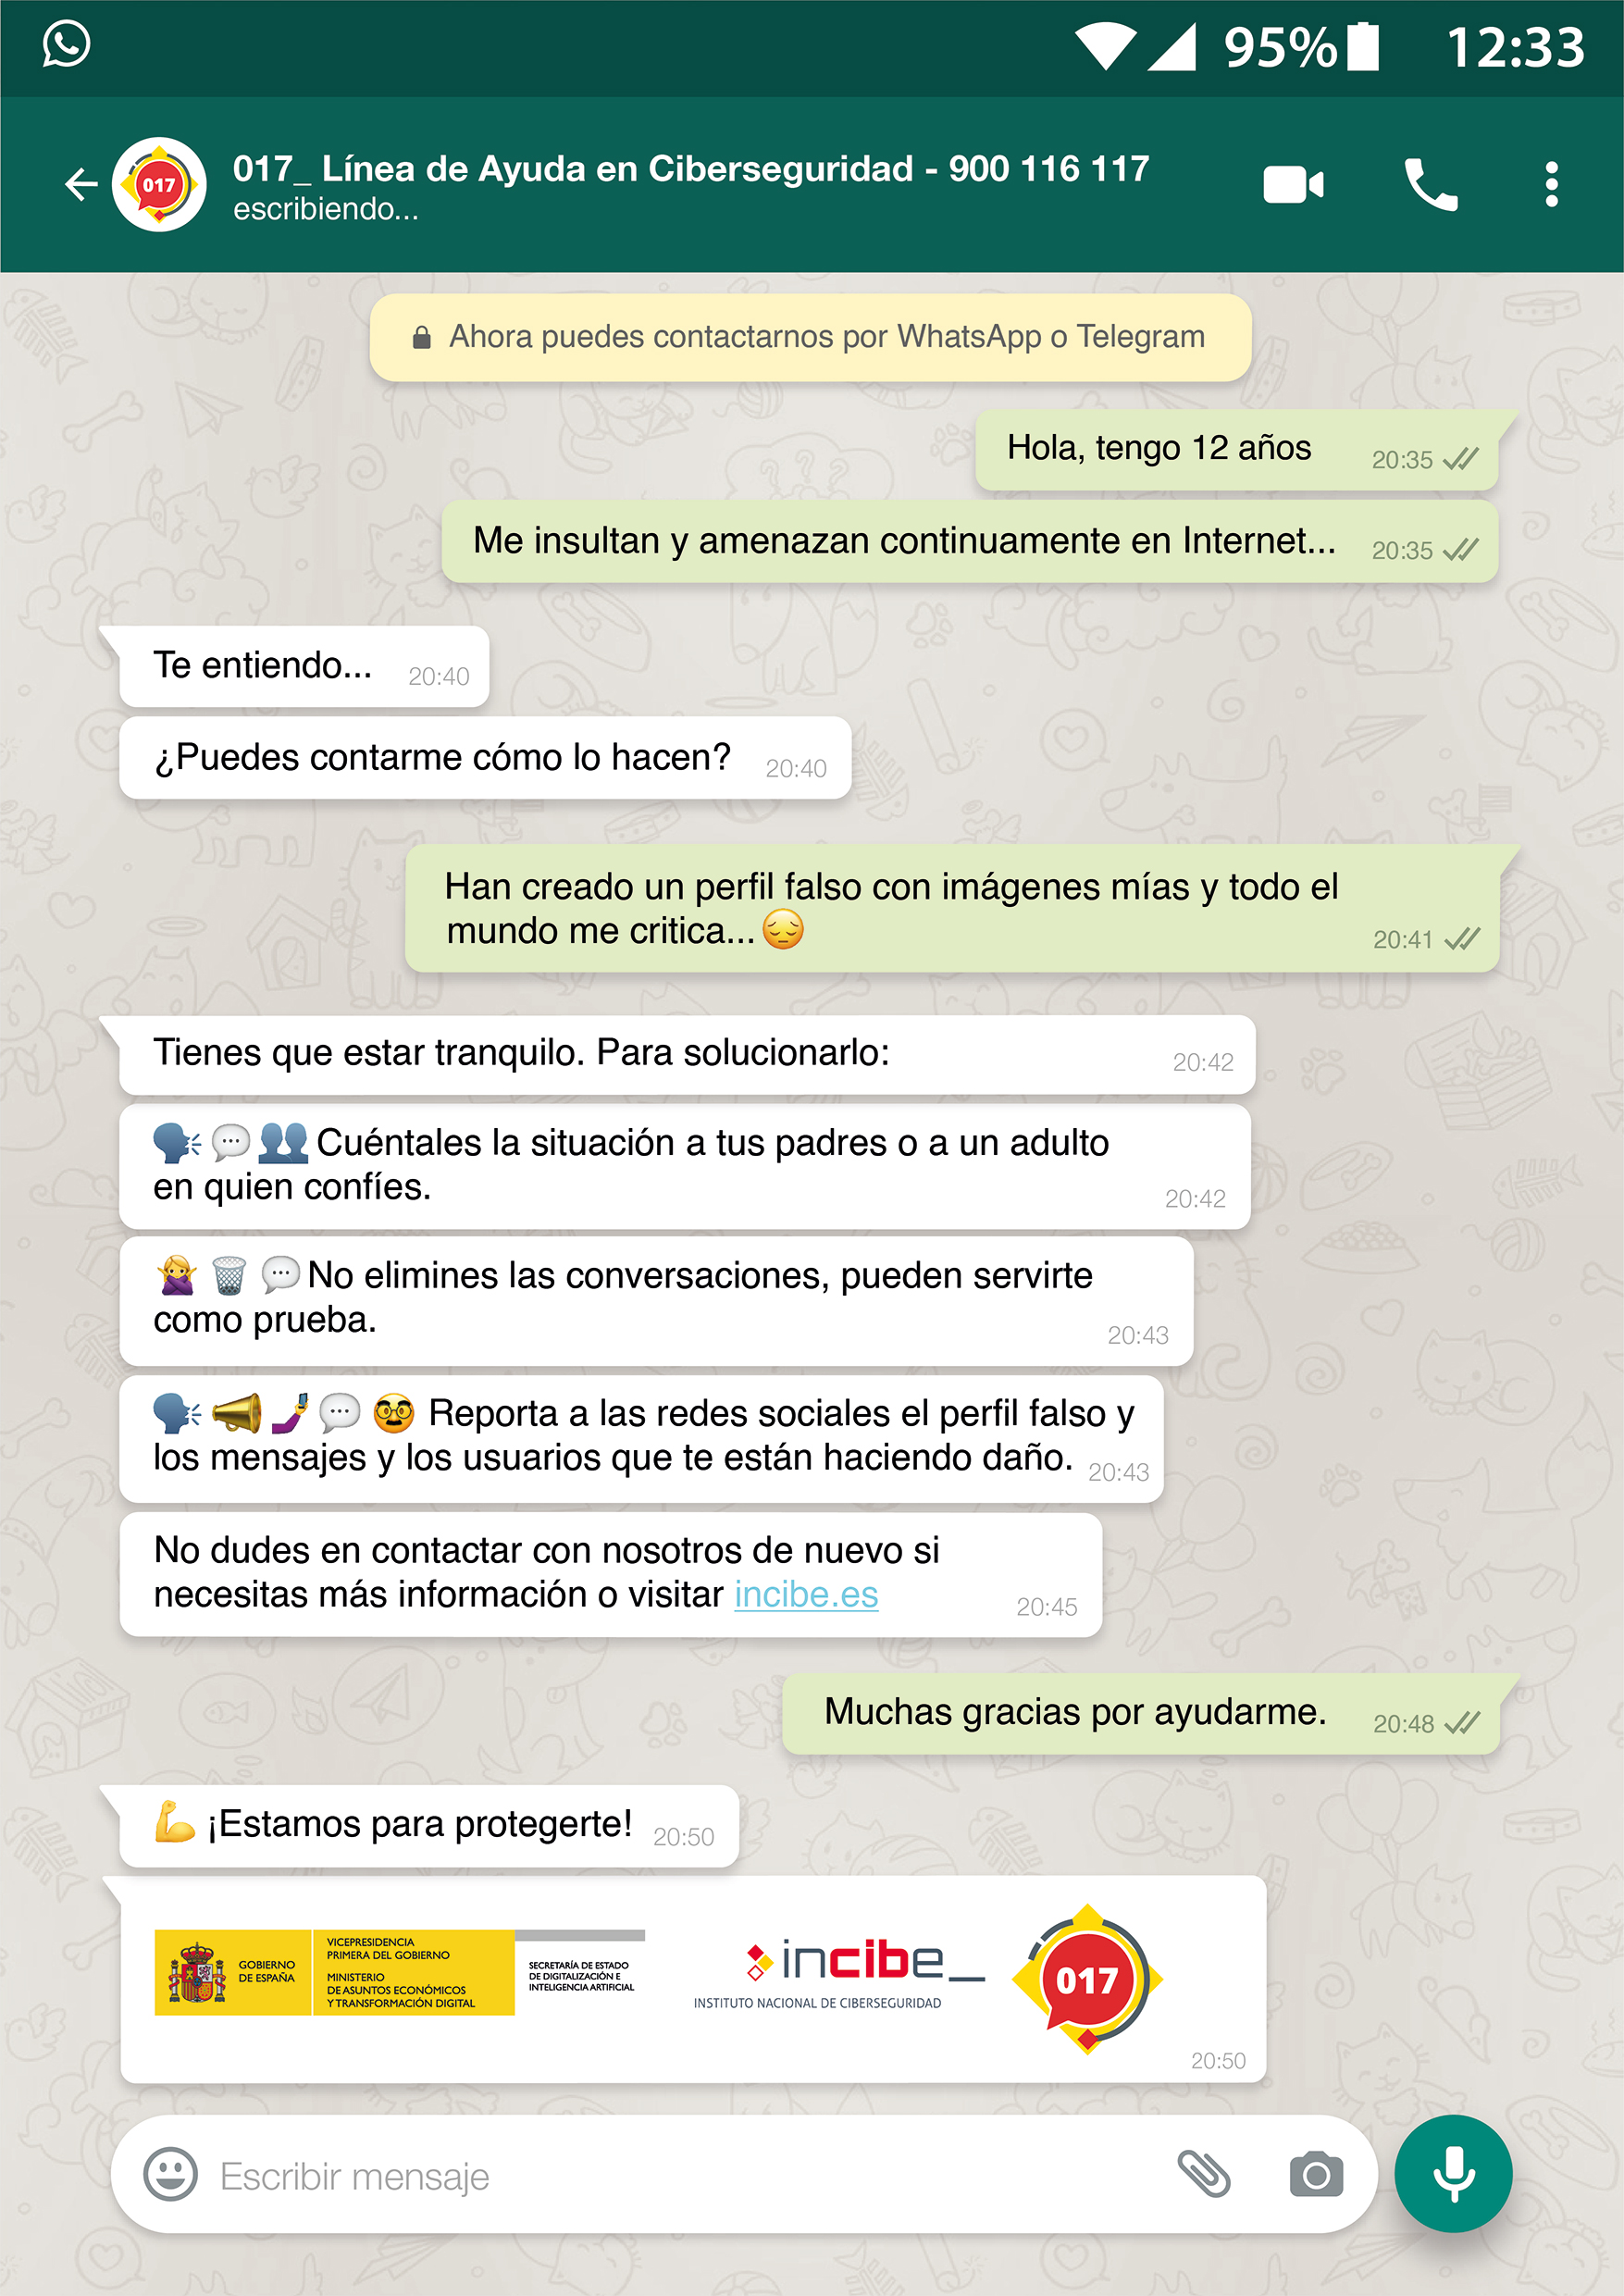 95% 12:33
017_ Línea de Ayuda en Ciberseguridad - 900 116 117
017
escribiendo...
Ahora puedes contactarnos por WhatsApp o Telegram
Hola, tengo 12 años 20:35
Me insultan y amenazan continuamente en Internet... 20:35
Te entiendo... 20:40
¿Puedes contarme cómo lo hacen? 20:40
Han creado un perfil falso con imágenes mías y todo el
mundo me critica...😔 20:41
Tienes que estar tranquilo. Para solucionarlo: 20:42
🗣️💬👥 Cuéntales la situación a tus padres o a un adulto
en quien confíes. 20:42
🙅‍♀️🗑️💬 No elimines las conversaciones, pueden servirte
como prueba. 20:43
🗣️📣🤳💬🥸 Reporta a las redes sociales el perfil falso y
los mensajes y los usuarios que te están haciendo daño. 20:43
No dudes en contactar con nosotros de nuevo si
necesitas más información o visitar incibe.es 20:45
Muchas gracias por ayudarme. 20:48
💪 ¡Estamos para protegerte! 20:50
GOBIERNO
DE ESPAÑA
VICEPRESIDENCIA
PRIMERA DEL GOBIERNO
MINISTERIO
DE ASUNTOS ECONÓMICOS
Y TRANSFORMACIÓN DIGITAL
SECRETARÍA DE ESTADO
DE DIGITALIZACIÓN E
INTELIGENCIA ARTIFICIAL
incibe_
INSTITUTO NACIONAL DE CIBERSEGURIDAD
017
20:50
Escribir mensaje